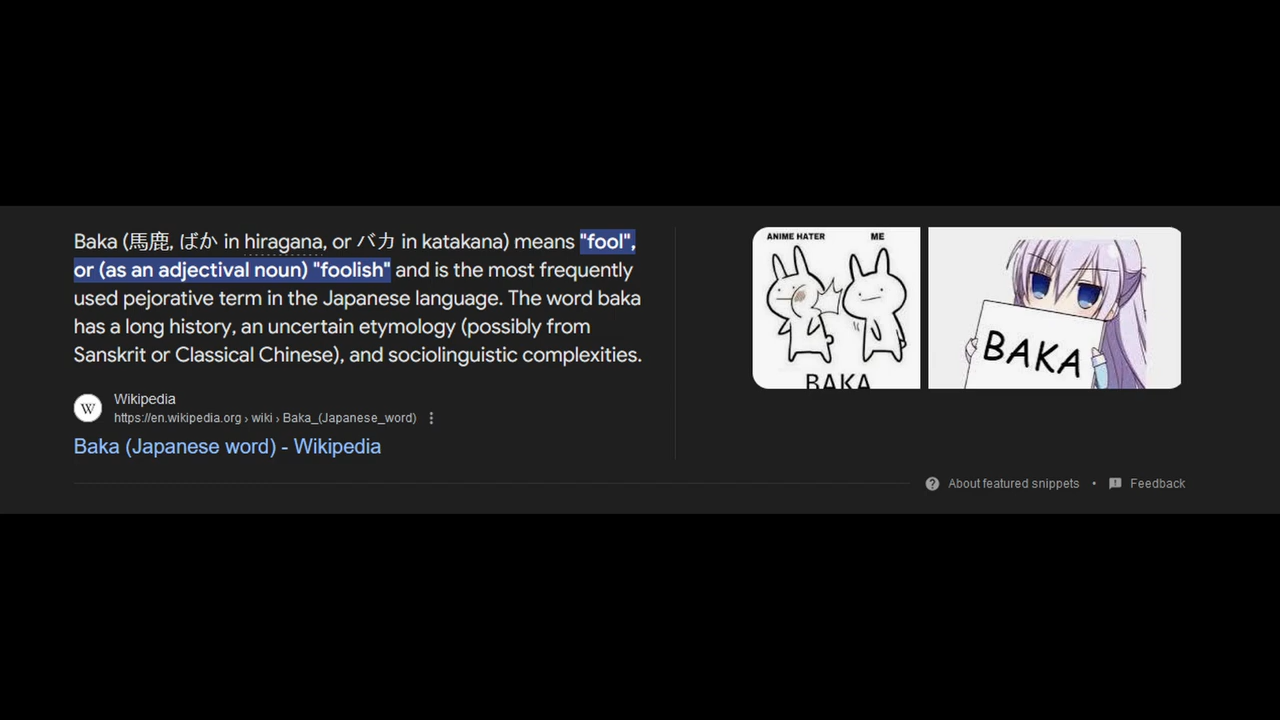 Baka (馬鹿, ばか in hiragana, or バカ in katakana) means "fool",
or (as an adjectival noun) "foolish" and is the most frequently
used pejorative term in the Japanese language. The word baka
has a long history, an uncertain etymology (possibly from
Sanskrit or Classical Chinese), and sociolinguistic complexities.
W
Wikipedia
https://en.wikipedia.org › wiki › Baka_(Japanese_word)
Baka (Japanese word) - Wikipedia
ANIME HATER ME
BAKA
BAKA
About featured snippets • Feedback